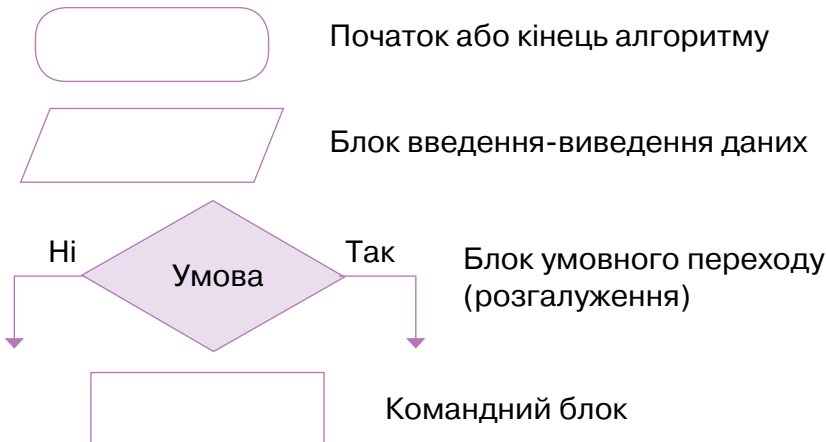 Початок або кінець алгоритму
Блок введення-виведення даних
Ні
Умова
Так
Блок умовного переходу
(розгалуження)
Командний блок